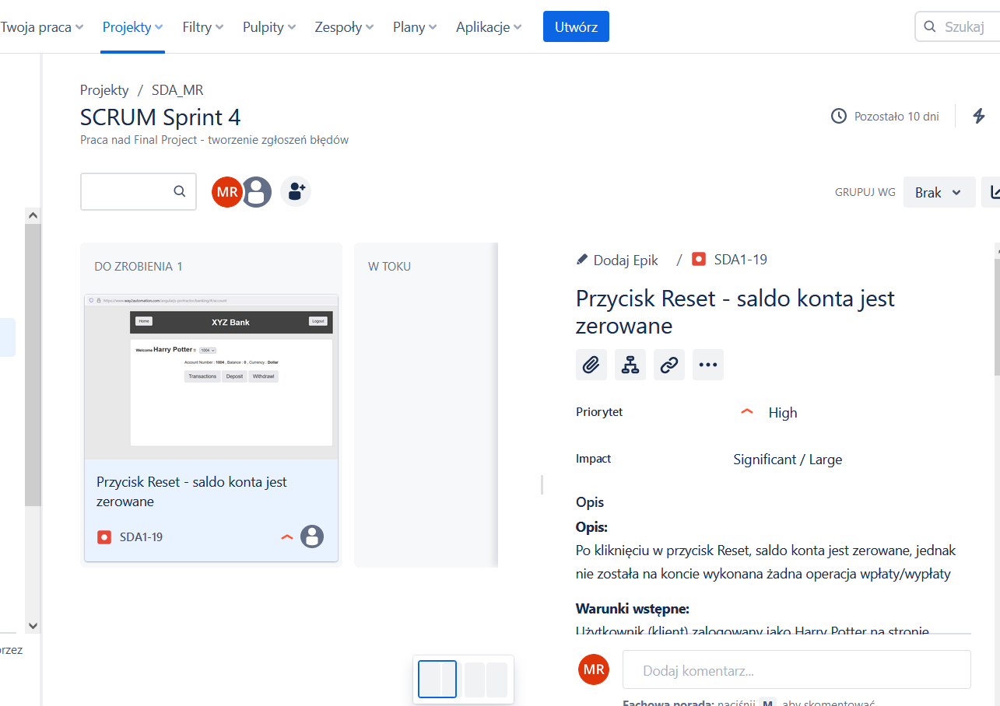 Twoja praca Projekty Filtry Pulpity Zespoły Plany Aplikacje Utwórz Szukaj
Projekty / SDA_MR
SCRUM Sprint 4
Pozostało 10 dni
Praca nad Final Project - tworzenie zgłoszeń błędów
MR
GRUPUJ WG Brak
DO ZROBIENIA 1
W TOKU
https://www.way2automation.com/angularjs-protractor/banking/#/account
Home XYZ Bank Logout
Welcome Harry Potter !! 1004
Account Number : 1004 , Balance : 0 , Currency : Dollar
Transactions Deposit Withdrawl
Przycisk Reset - saldo konta jest
zerowane
SDA1-19
Dodaj Epik / SDA1-19
Przycisk Reset - saldo konta jest
zerowane
Priorytet High
Impact Significant / Large
Opis
Opis:
Po kliknięciu w przycisk Reset, saldo konta jest zerowane, jednak
nie została na koncie wykonana żadna operacja wpłaty/wypłaty
Warunki wstępne:
Użytkownik (klient) zalogowany jako Harry Potter na stronie
przez
MR Dodaj komentarz...
Fachowa porada: naciśnij M aby skomentować